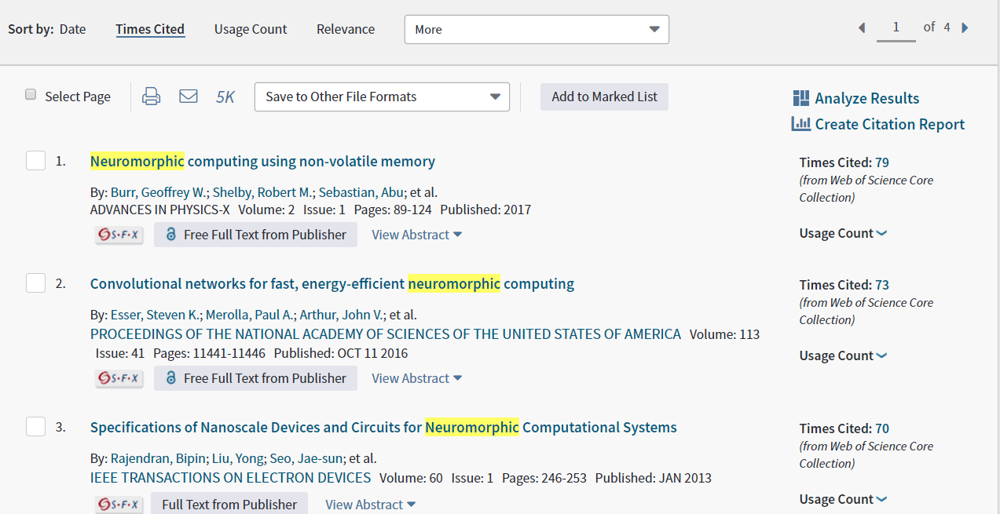 Sort by: Date Times Cited Usage Count Relevance More 1 of 4
Select Page 5K Save to Other File Formats Add to Marked List
Analyze Results
Create Citation Report
1. Neuromorphic computing using non-volatile memory
By: Burr, Geoffrey W.; Shelby, Robert M.; Sebastian, Abu; et al.
ADVANCES IN PHYSICS-X Volume: 2 Issue: 1 Pages: 89-124 Published: 2017
S·F·X Free Full Text from Publisher View Abstract
Times Cited: 79
(from Web of Science Core
Collection)
Usage Count
2. Convolutional networks for fast, energy-efficient neuromorphic computing
By: Esser, Steven K.; Merolla, Paul A.; Arthur, John V.; et al.
PROCEEDINGS OF THE NATIONAL ACADEMY OF SCIENCES OF THE UNITED STATES OF AMERICA Volume: 113
Issue: 41 Pages: 11441-11446 Published: OCT 11 2016
S·F·X Free Full Text from Publisher View Abstract
Times Cited: 73
(from Web of Science Core
Collection)
Usage Count
3. Specifications of Nanoscale Devices and Circuits for Neuromorphic Computational Systems
By: Rajendran, Bipin; Liu, Yong; Seo, Jae-sun; et al.
IEEE TRANSACTIONS ON ELECTRON DEVICES Volume: 60 Issue: 1 Pages: 246-253 Published: JAN 2013
S·F·X Full Text from Publisher View Abstract
Times Cited: 70
(from Web of Science Core
Collection)
Usage Count